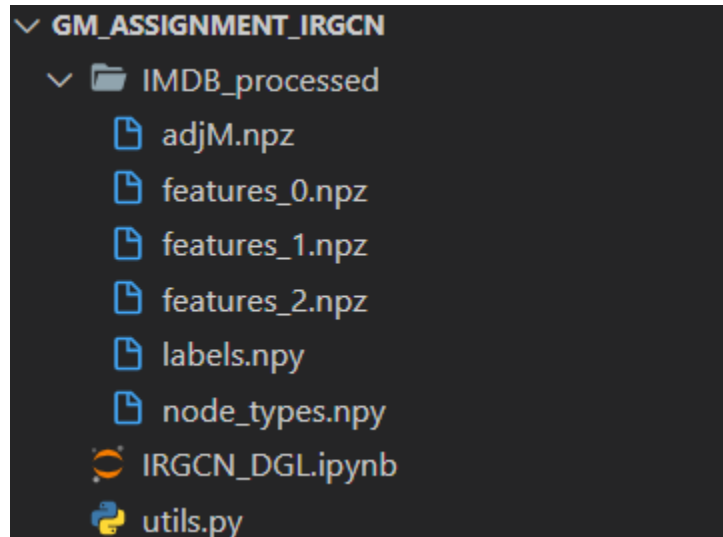 GM_ASSIGNMENT_IRGCN
IMDB_processed
adjM.npz
features_0.npz
features_1.npz
features_2.npz
labels.npy
node_types.npy
IRGCN_DGL.ipynb
utils.py